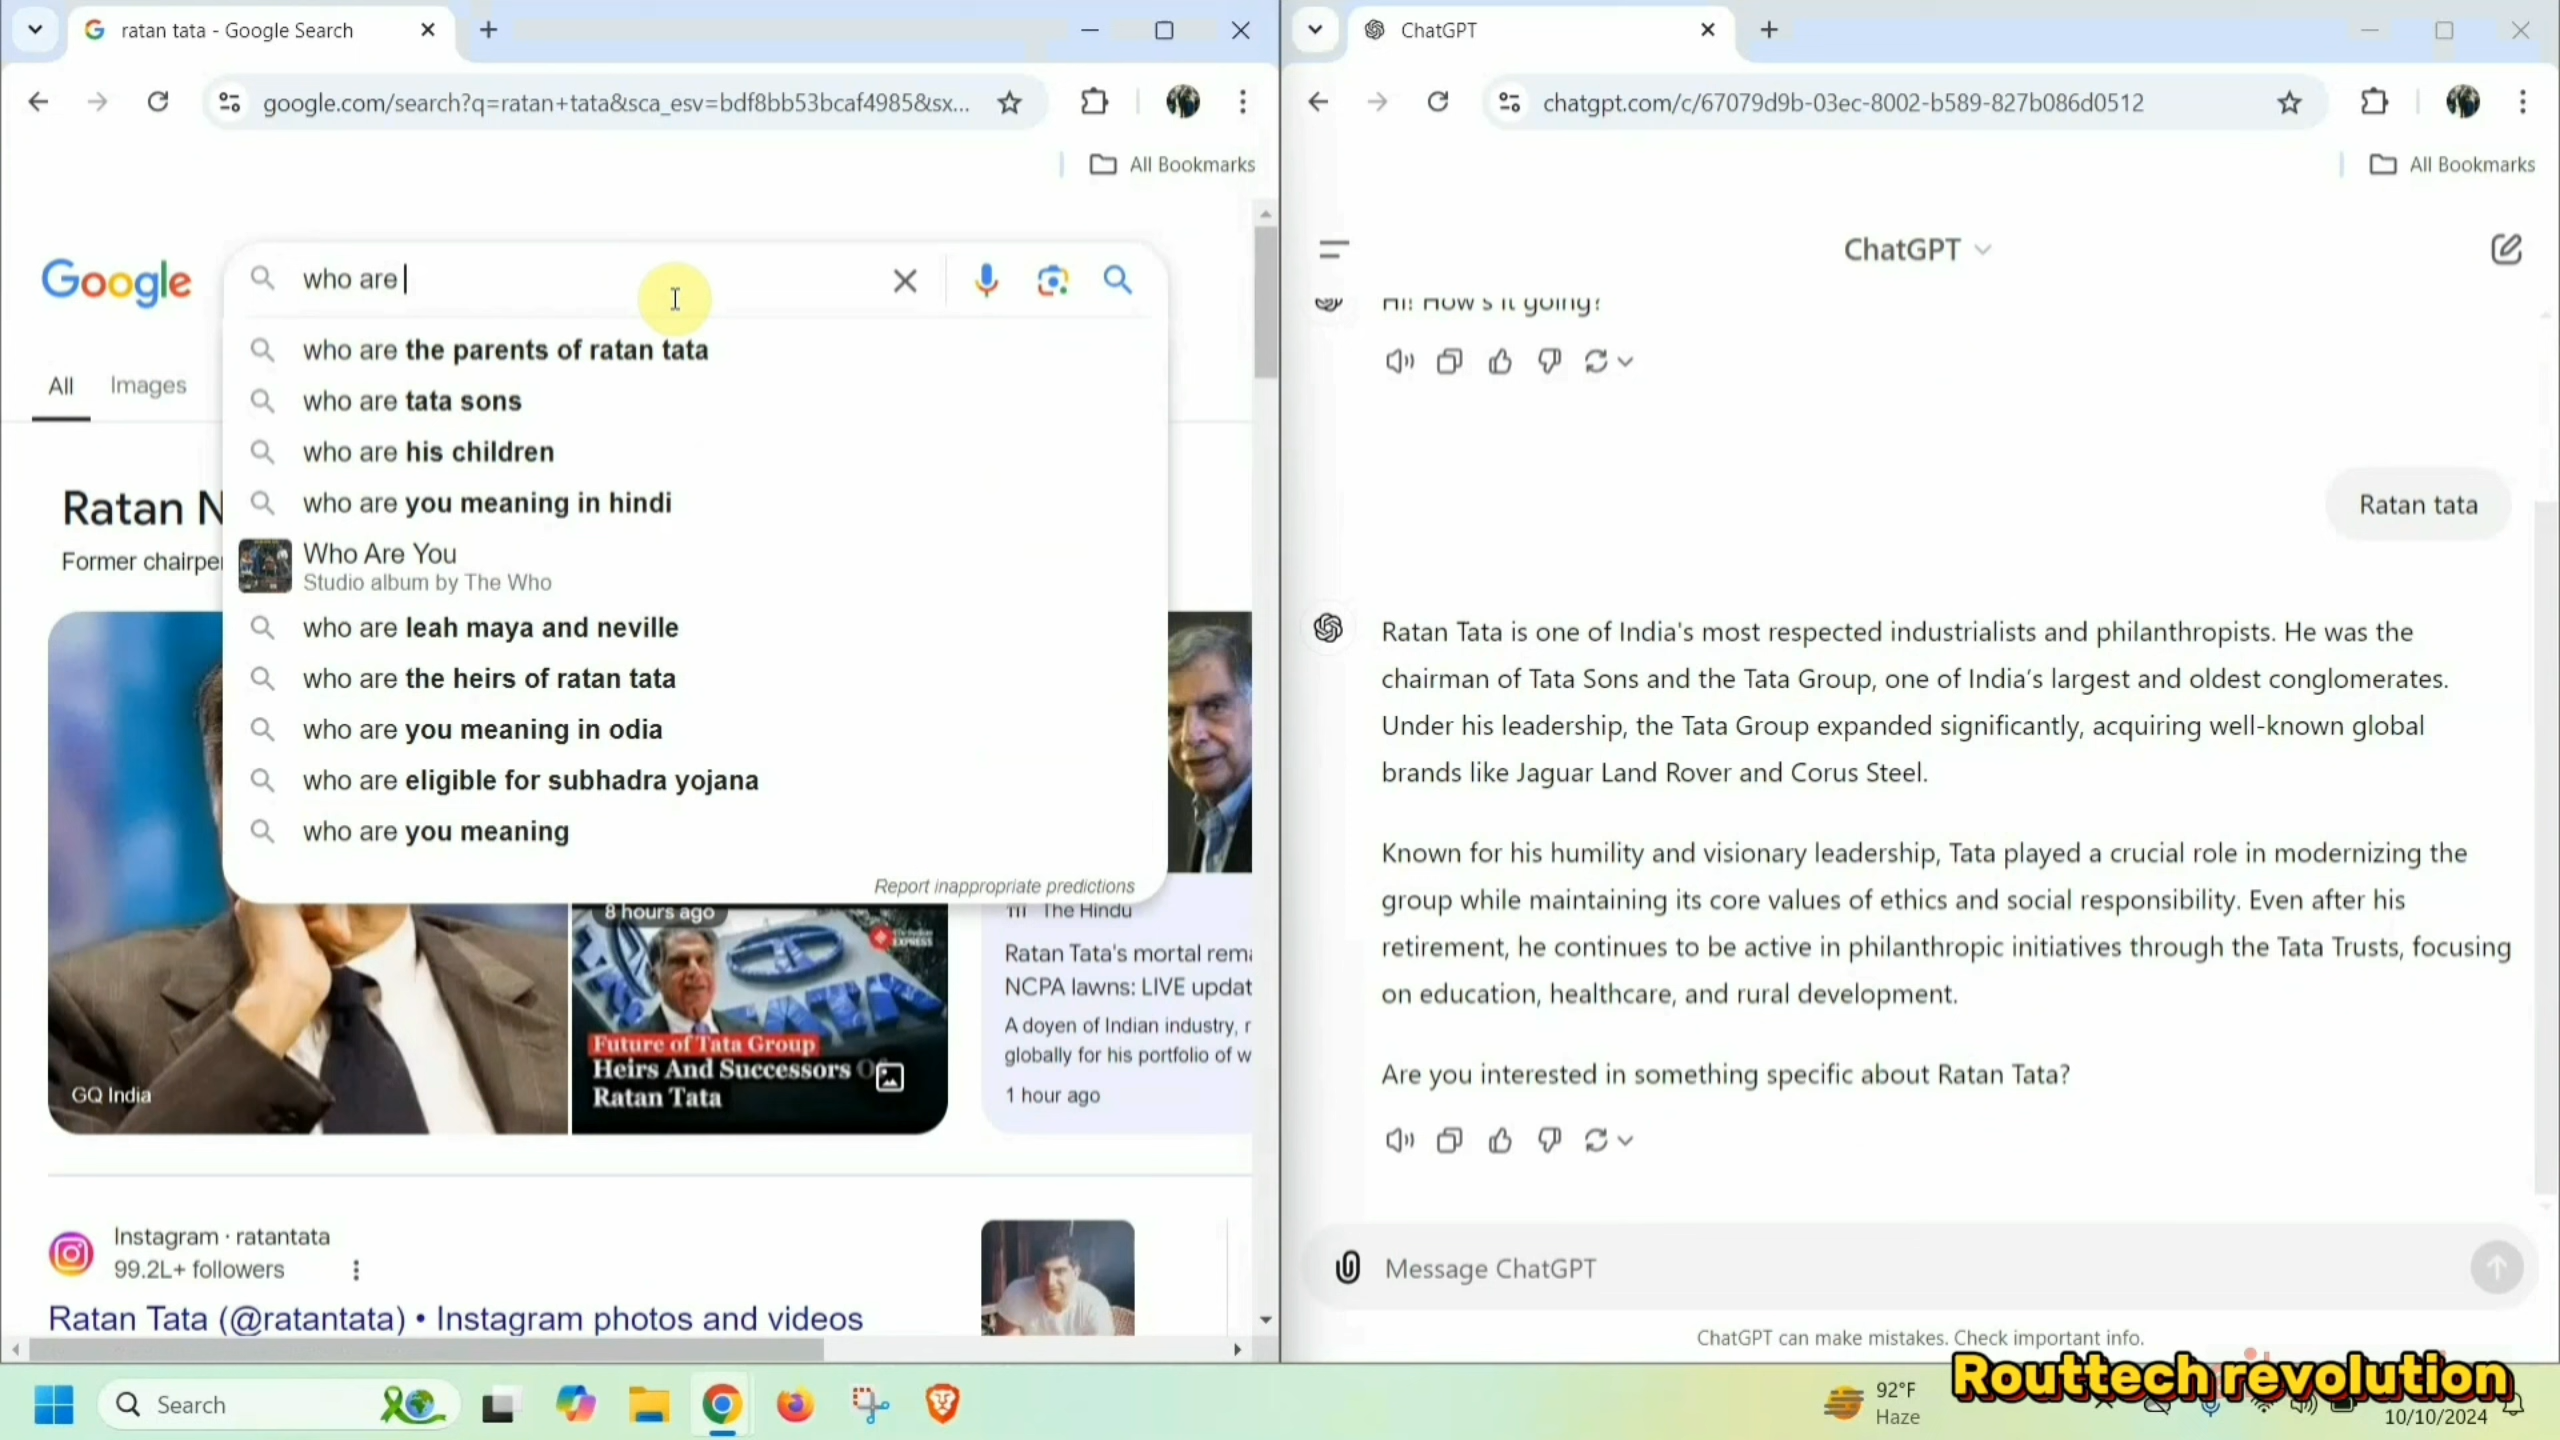 ratan tata - Google Search
google.com/search?q=ratan+tata&sca_esv=bdf8bb53bcaf4985&sx...
All Bookmarks
Google
who are
All
Images
who are the parents of ratan tata
who are tata sons
who are his children
who are you meaning in hindi
Who Are You
Studio album by The Who
who are leah maya and neville
who are the heirs of ratan tata
who are you meaning in odia
who are eligible for subhadra yojana
who are you meaning
Report inappropriate predictions
Ratan N
Former chairper
GQ India
8 hours ago
EXPRESS
TATA
Future of Tata Group
Heirs And Successors O
Ratan Tata
The Hindu
Ratan Tata's mortal rema
NCPA lawns: LIVE updat
A doyen of Indian industry, r
globally for his portfolio of w
1 hour ago
Instagram · ratantata
99.2L+ followers
Ratan Tata (@ratantata) • Instagram photos and videos
ChatGPT
chatgpt.com/c/67079d9b-03ec-8002-b589-827b086d0512
All Bookmarks
ChatGPT
Hi! How's it going?
Ratan tata
Ratan Tata is one of India's most respected industrialists and philanthropists. He was the
chairman of Tata Sons and the Tata Group, one of India’s largest and oldest conglomerates.
Under his leadership, the Tata Group expanded significantly, acquiring well-known global
brands like Jaguar Land Rover and Corus Steel.
Known for his humility and visionary leadership, Tata played a crucial role in modernizing the
group while maintaining its core values of ethics and social responsibility. Even after his
retirement, he continues to be active in philanthropic initiatives through the Tata Trusts, focusing
on education, healthcare, and rural development.
Are you interested in something specific about Ratan Tata?
Message ChatGPT
ChatGPT can make mistakes. Check important info.
Search
92°F
Haze
Routtech revolution
10/10/2024